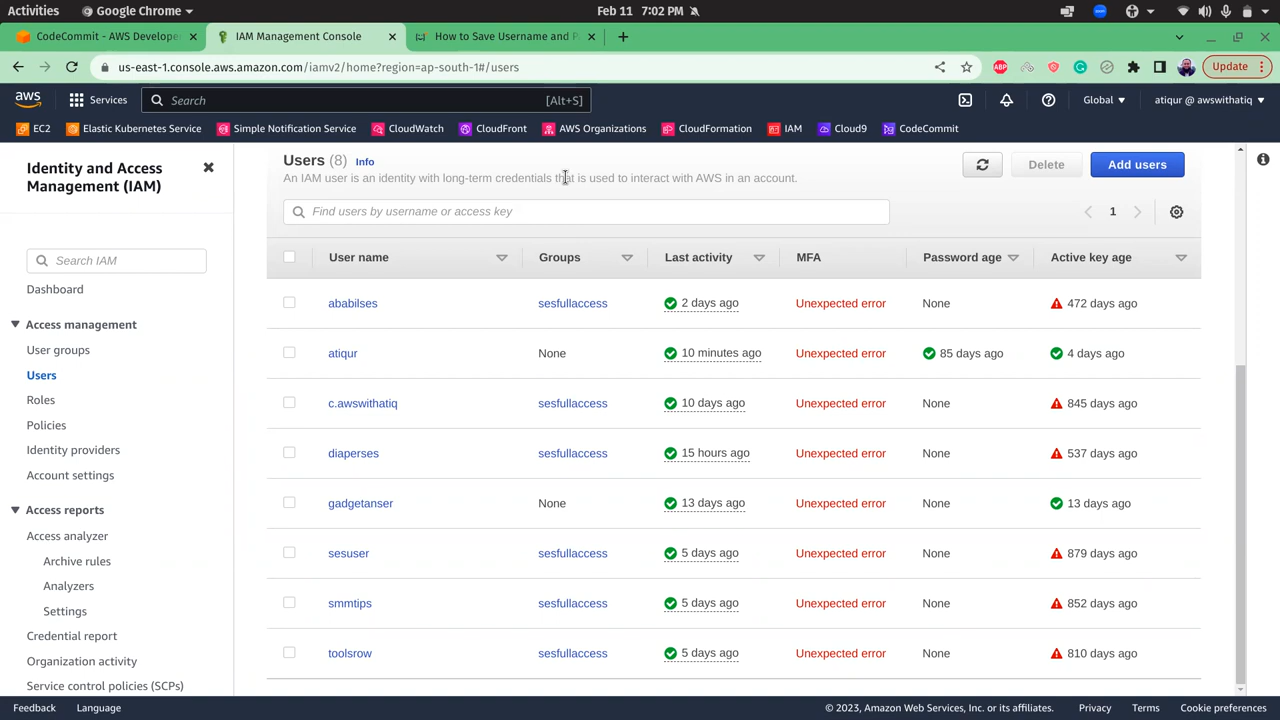 Activities
Google Chrome
Feb 11 7:02 PM
CodeCommit - AWS Develope
IAM Management Console
How to Save Username and P
us-east-1.console.aws.amazon.com/iamv2/home?region=ap-south-1#/users
ABP
Update
aws
Services
Search
[Alt+S]
Global
atiqur @ awswithatiq
EC2
Elastic Kubernetes Service
Simple Notification Service
CloudWatch
CloudFront
AWS Organizations
CloudFormation
IAM
Cloud9
CodeCommit
Identity and Access
Management (IAM)
Search IAM
Dashboard
Access management
User groups
Users
Roles
Policies
Identity providers
Account settings
Access reports
Access analyzer
Archive rules
Analyzers
Settings
Credential report
Organization activity
Service control policies (SCPs)
Users (8) Info
An IAM user is an identity with long-term credentials that is used to interact with AWS in an account.
Delete
Add users
Find users by username or access key
1
User name Groups Last activity MFA Password age Active key age
ababilses sesfullaccess 2 days ago Unexpected error None 472 days ago
atiqur None 10 minutes ago Unexpected error 85 days ago 4 days ago
c.awswithatiq sesfullaccess 10 days ago Unexpected error None 845 days ago
diaperses sesfullaccess 15 hours ago Unexpected error None 537 days ago
gadgetanser None 13 days ago Unexpected error None 13 days ago
sesuser sesfullaccess 5 days ago Unexpected error None 879 days ago
smmtips sesfullaccess 5 days ago Unexpected error None 852 days ago
toolsrow sesfullaccess 5 days ago Unexpected error None 810 days ago
Feedback
Language
© 2023, Amazon Web Services, Inc. or its affiliates.
Privacy
Terms
Cookie preferences